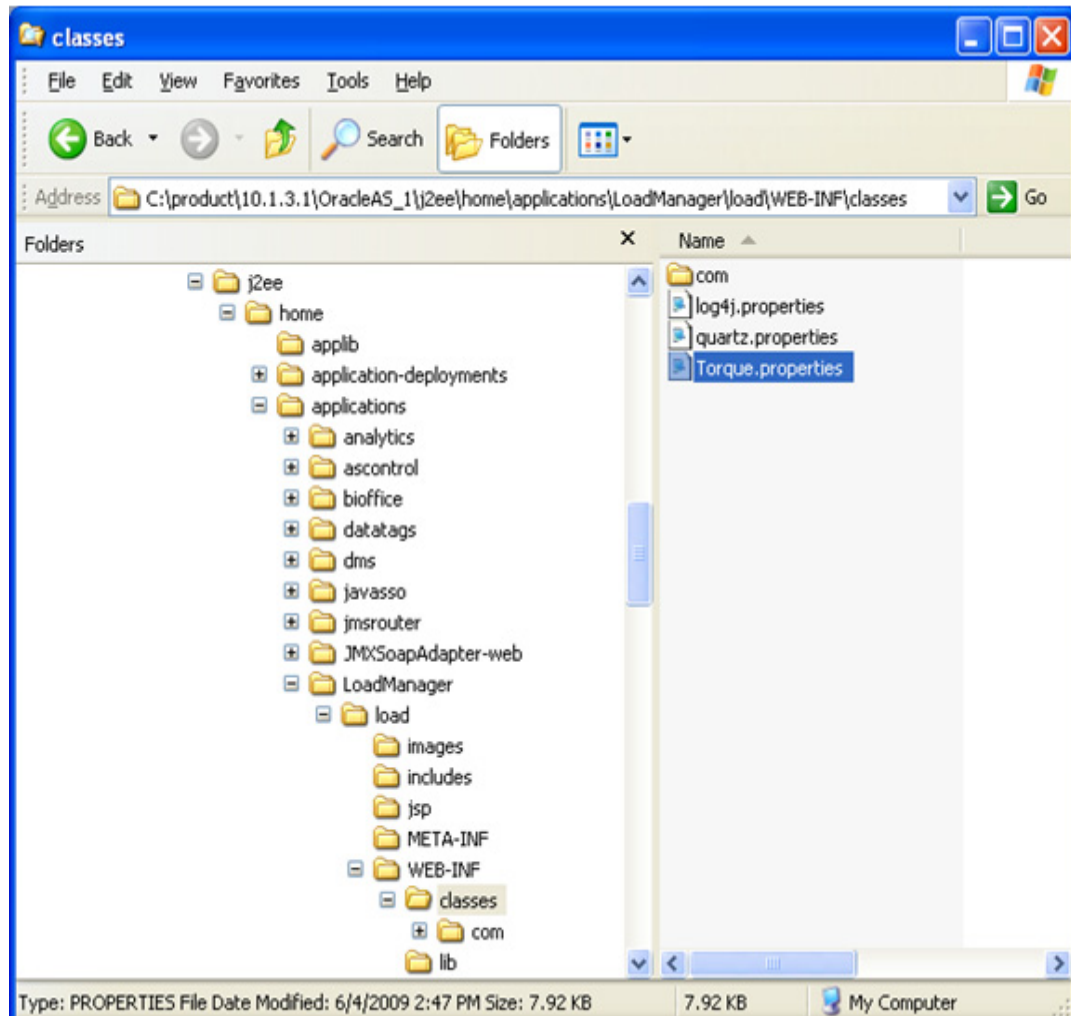 classes
File Edit View Favorites Tools Help
Back Search Folders
Address C:\product\10.1.3.1\OracleAS_1\j2ee\home\applications\LoadManager\load\WEB-INF\classes Go
Folders x Name
j2ee
home
applib
application-deployments
applications
analytics
ascontrol
bioffice
datatags
dms
javasso
jmsrouter
JMXSoapAdapter-web
LoadManager
load
images
includes
jsp
META-INF
WEB-INF
classes
com
lib
com
log4j.properties
quartz.properties
Torque.properties
Type: PROPERTIES File Date Modified: 6/4/2009 2:47 PM Size: 7.92 KB 7.92 KB My Computer